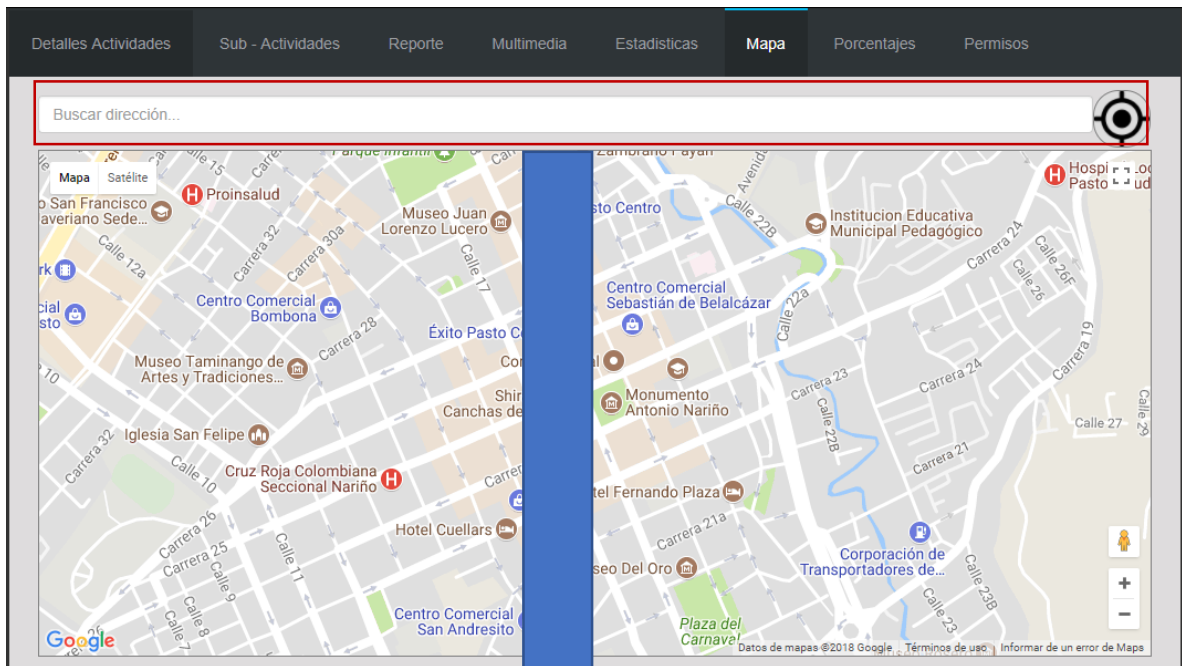 Detalles Actividades
Sub - Actividades
Reporte
Multimedia
Estadisticas
Mapa
Porcentajes
Permisos
Buscar dirección...
Mapa
Satélite
Calle 15
Proinsalud
San Francisco
Sede...
Calle 12a
Carrera 32
Carrera 30a
Museo Juan
Lorenzo Lucero
Calle 17
Centro Comercial
Bombona
Carrera 28
Éxito Pasto
Museo Taminango de
Artes y Tradiciones...
Canchas de
Iglesia San Felipe
Carrera 32
Calle 10
Cruz Roja Colombiana
Seccional Nariño
Hotel Cuellars
Carrera 26
Carrera 25
Calle 11
Calle 9
Calle 8
Calle 7
Centro Comercial
San Andresito
Google
Centro
Calle 22B
Institucion Educativa
Municipal Pedagógico
Pasto
Carrera 24
Calle 26F
Calle 26
Centro Comercial
Sebastián de Belalcázar
Calle 22a
Carrera 19
Monumento
Antonio Nariño
Carrera 23
Carrera 24
Calle 22B
Calle 27
Calle 29
Carrera 21
Fernando Plaza
Carrera 21a
Del Oro
Corporación de
Transportadores de...
Calle 23B
Calle 23
Plaza del
Carnaval
Datos de mapas ©2018 Google
Términos de uso
Informar de un error de Maps